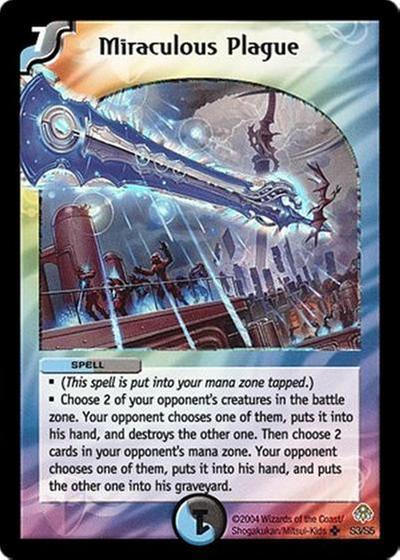 7
Miraculous Plague
SPELL
▪ (This spell is put into your mana zone tapped.)
▪ Choose 2 of your opponent's creatures in the battle
zone. Your opponent chooses one of them, puts it into
his hand, and destroys the other one. Then choose 2
cards in your opponent's mana zone. Your opponent
chooses one of them, puts it into his hand, and puts
the other one into his graveyard.
1
©2004 Wizards of the Coast/
Shogakukan/Mitsui-Kids S3/S5